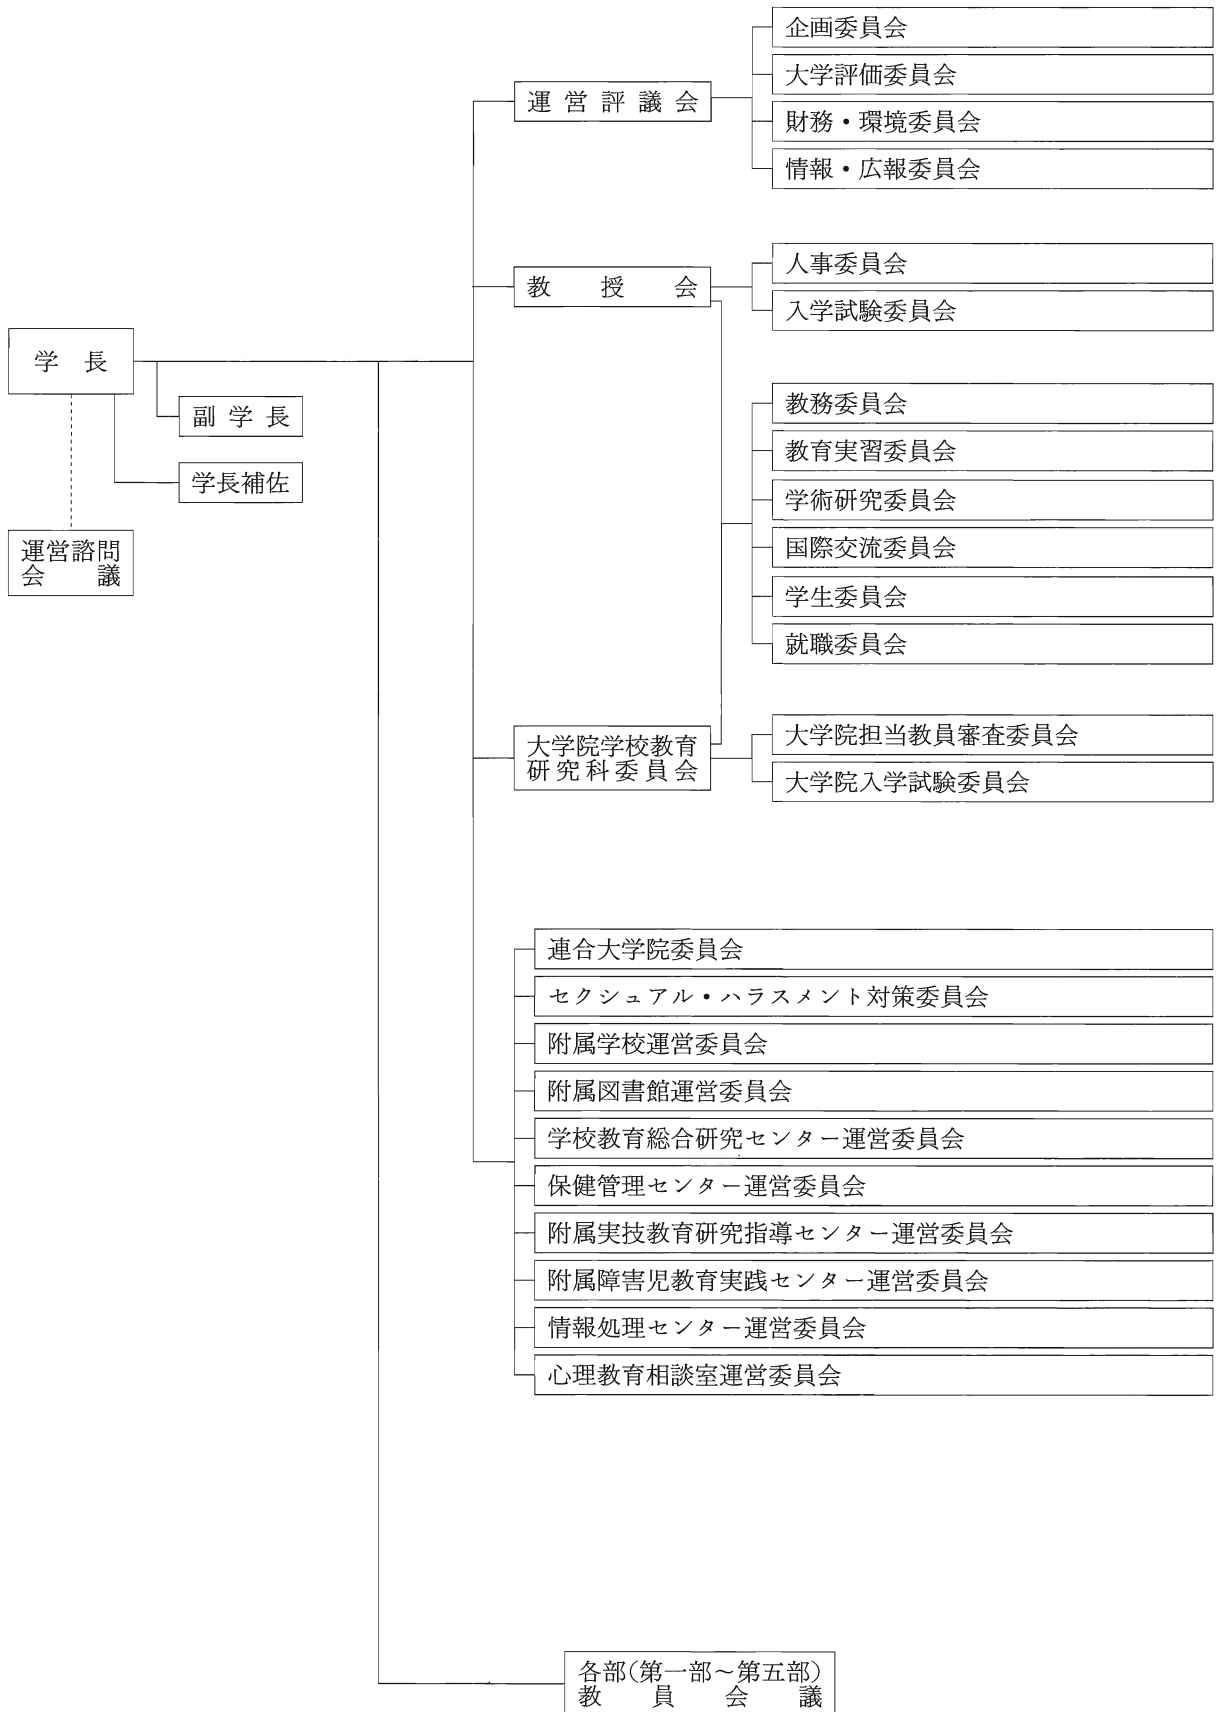 企画委員会
大学評価委員会
運営評議会
財務・環境委員会
情報・広報委員会
人事委員会
教授会
入学試験委員会
学長
副学長
学長補佐
運営諮問
会議
教務委員会
教育実習委員会
学術研究委員会
国際交流委員会
学生委員会
就職委員会
大学院学校教育
研究科委員会
大学院担当教員審査委員会
大学院入学試験委員会
連合大学院委員会
セクシュアル・ハラスメント対策委員会
附属学校運営委員会
附属図書館運営委員会
学校教育総合研究センター運営委員会
保健管理センター運営委員会
附属実技教育研究指導センター運営委員会
附属障害児教育実践センター運営委員会
情報処理センター運営委員会
心理教育相談室運営委員会
各部(第一部～第五部)
教員会議